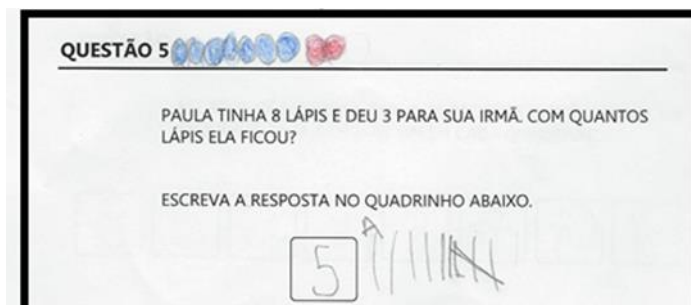 QUESTÃO 5
PAULA TINHA 8 LÁPIS E DEU 3 PARA SUA IRMÃ. COM QUANTOS
LÁPIS ELA FICOU?
ESCREVA A RESPOSTA NO QUADRINHO ABAIXO.
5